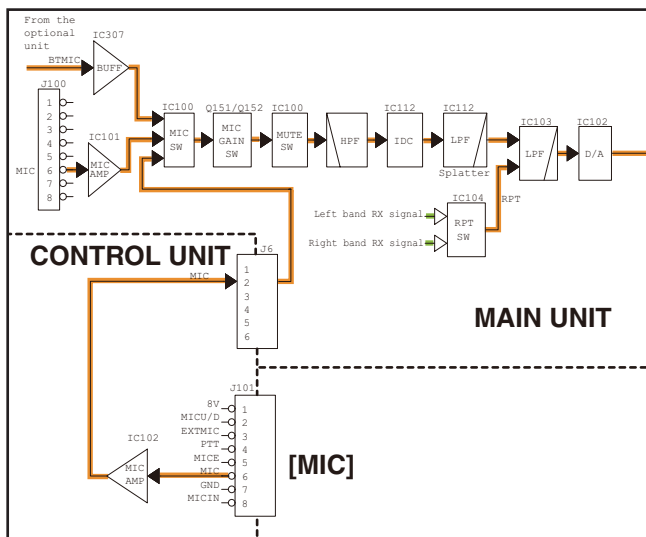 From the
optional
unit
BTMIC
IC307
BUFF
J100
1
2
3
4
5
6
7
8
MIC
IC101
MIC
AMP
IC100
MIC
SW
Q151/Q152
MIC
GAIN
SW
IC100
MUTE
SW
HPF
IC112
IDC
IC112
LPF
Splatter
IC103
LPF
IC102
D/A
IC104
RPT
SW
RPT
Left band RX signal
Right band RX signal
CONTROL UNIT
MAIN UNIT
MIC
J6
1
2
3
4
5
6
J101
8V
1
MICU/D
2
EXTMIC
3
PTT
4
MICE
5
MIC
6
GND
7
MICIN
8
IC102
MIC
AMP
[MIC]